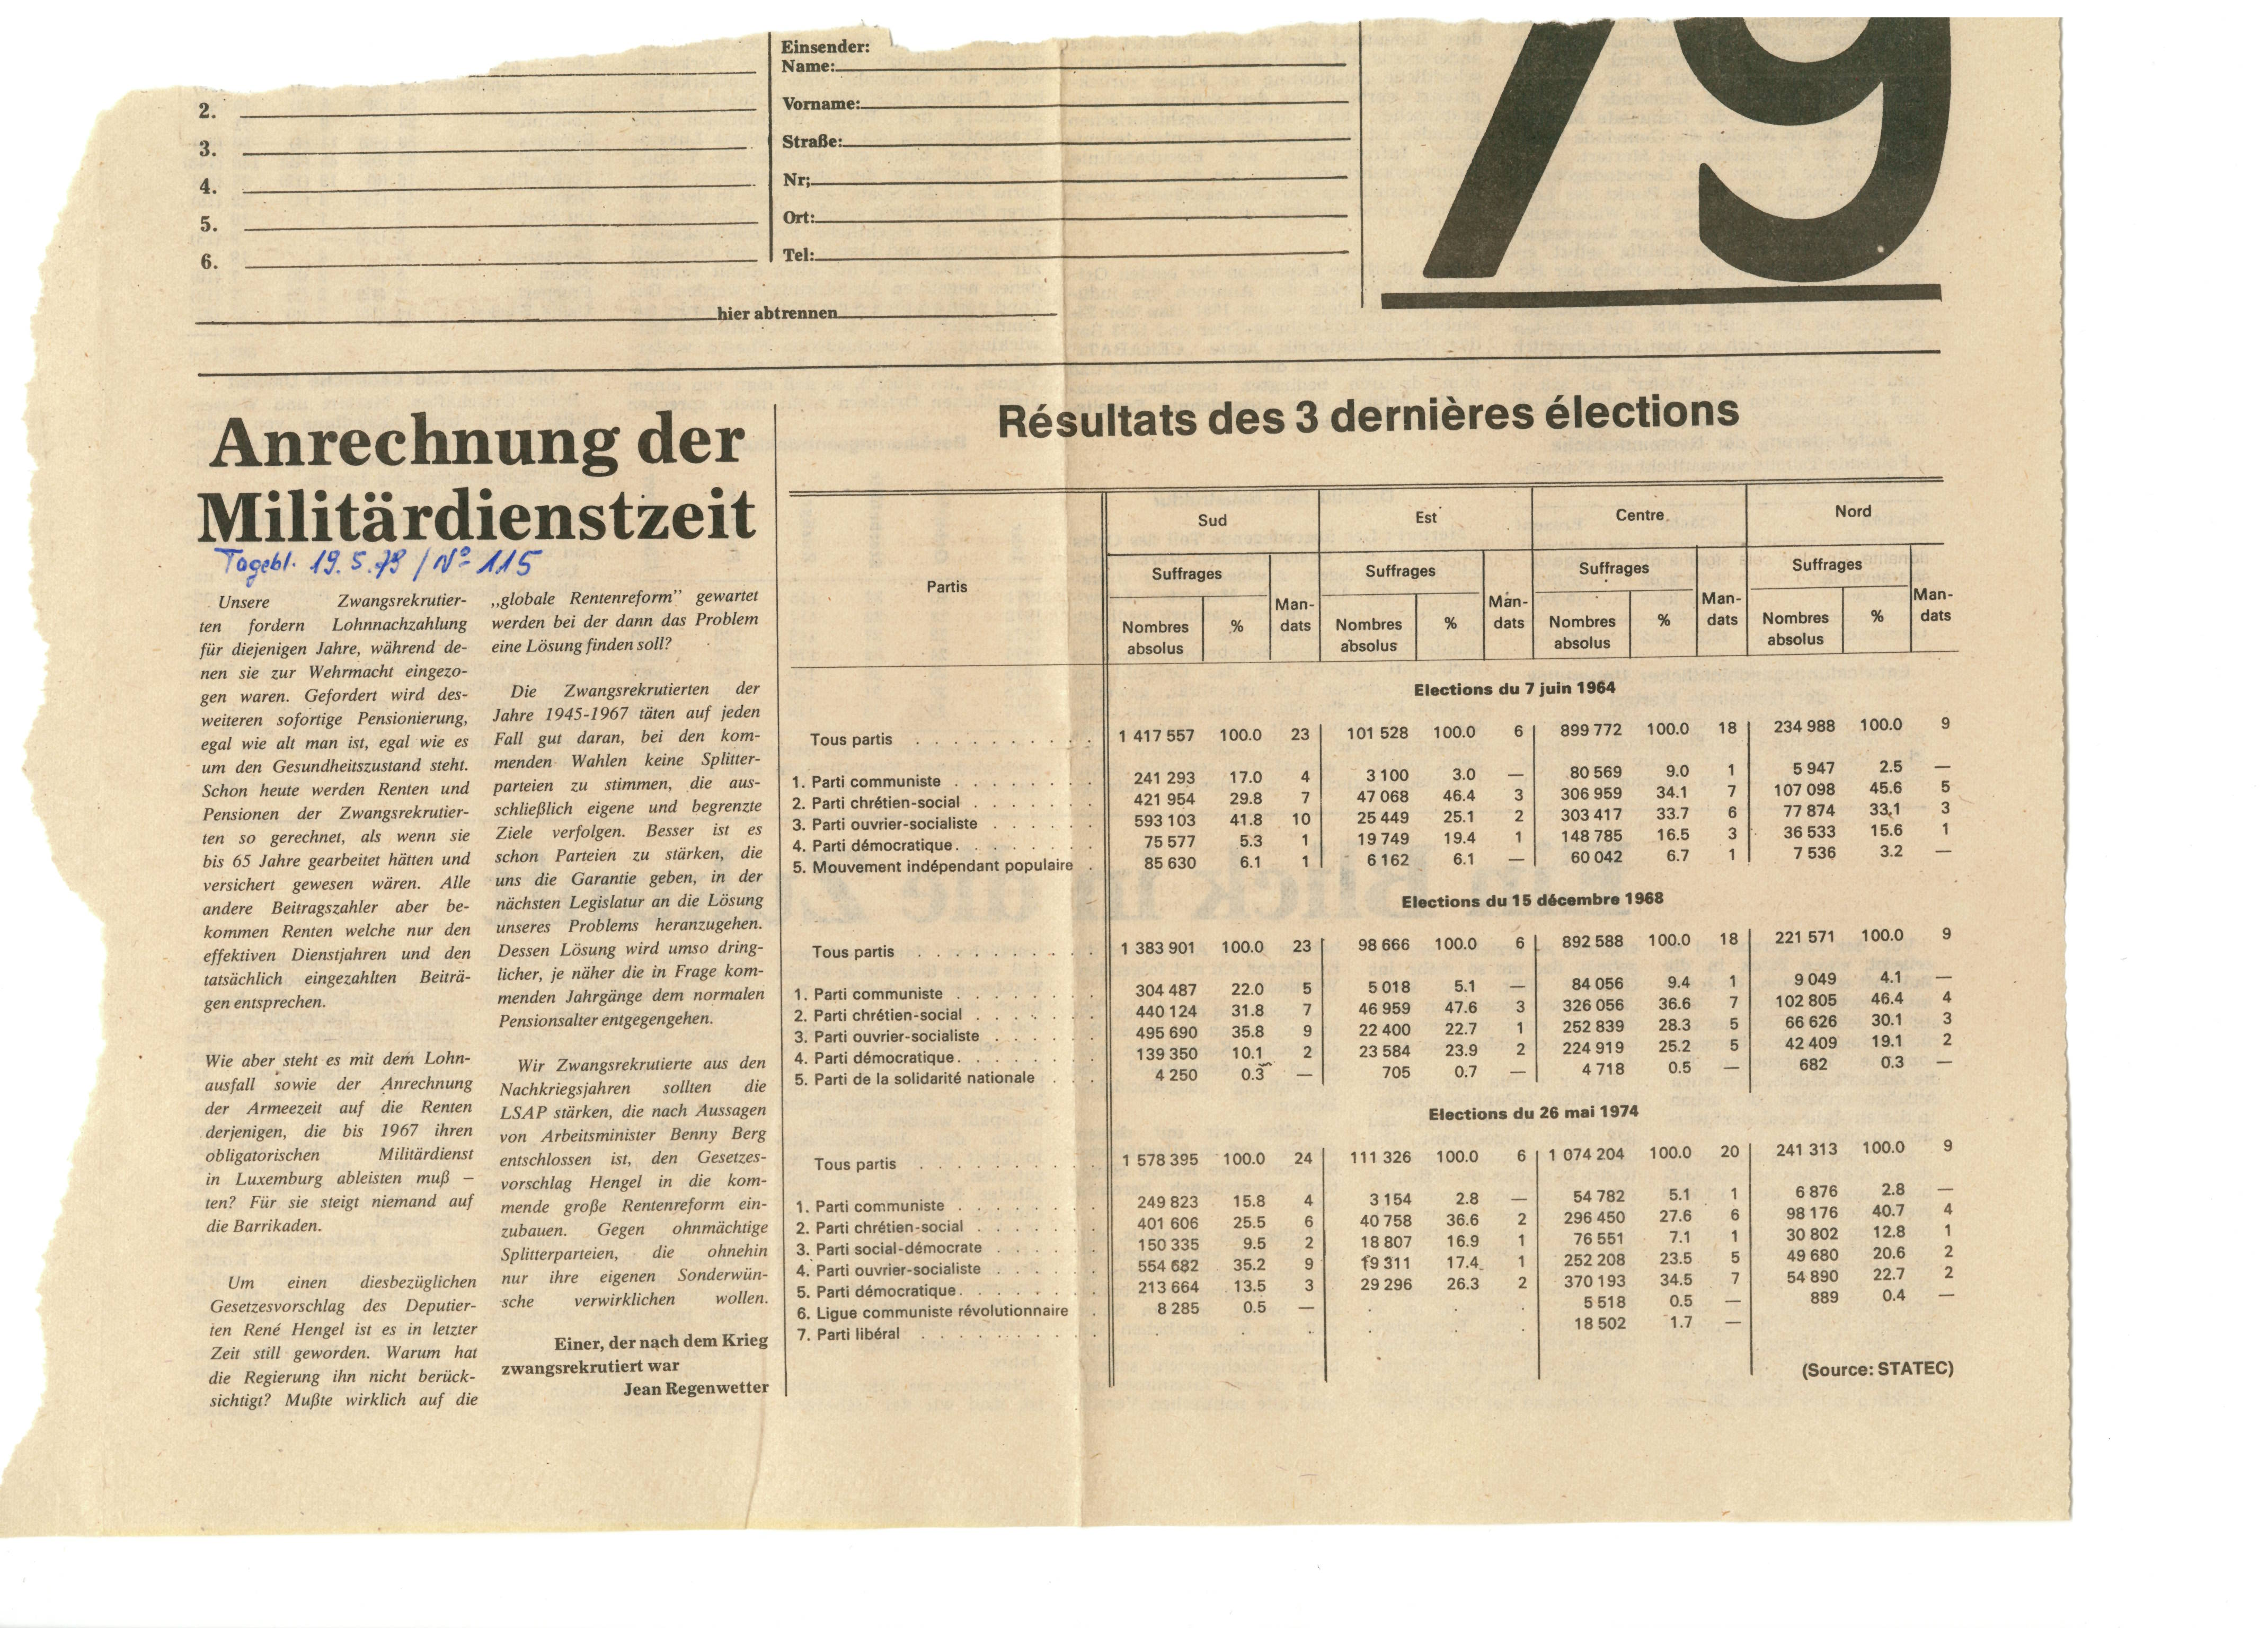 Einsender:
Name:
Vorname:
Straße:
Nr;
Ort:
Tel:
2.
3.
4.
5.
6.
hier abtrennen
79
Anrechnung der
Militärdienstzeit
Tagebl. 19.5.79 / No 115
Unsere Zwangsrekrutier-
ten fordern Lohnnachzahlung
für diejenigen Jahre, während de-
nen sie zur Wehrmacht eingezo-
gen waren. Gefordert wird des-
weiteren sofortige Pensionierung,
egal wie alt man ist, egal wie es
um den Gesundheitszustand steht.
Schon heute werden Renten und
Pensionen der Zwangsrekrutier-
ten so gerechnet, als wenn sie
bis 65 Jahre gearbeitet hätten und
versichert gewesen wären. Alle
andere Beitragszahler aber be-
kommen Renten welche nur den
effektiven Dienstjahren und den
tatsächlich eingezahlten Beiträ-
gen entsprechen.
Wie aber steht es mit dem Lohn-
ausfall sowie der Anrechnung
der Armeezeit auf die Renten
derjenigen, die bis 1967 ihren
obligatorischen Militärdienst
in Luxemburg ableisten muß –
ten? Für sie steigt niemand auf
die Barrikaden.
Um einen diesbezüglichen
Gesetzesvorschlag des Deputier-
ten René Hengel ist es in letzter
Zeit still geworden. Warum hat
die Regierung ihn nicht berück-
sichtigt? Mußte wirklich auf die
„globale Rentenreform” gewartet
werden bei der dann das Problem
eine Lösung finden soll?
Die Zwangsrekrutierten der
Jahre 1945-1967 täten auf jeden
Fall gut daran, bei den kom-
menden Wahlen keine Splitter-
parteien zu stimmen, die aus-
schließlich eigene und begrenzte
Ziele verfolgen. Besser ist es
schon Parteien zu stärken, die
uns die Garantie geben, in der
nächsten Legislatur an die Lösung
unseres Problems heranzugehen.
Dessen Lösung wird umso dring-
licher, je näher die in Frage kom-
menden Jahrgänge dem normalen
Pensionsalter entgegengehen.
Wir Zwangsrekrutierte aus den
Nachkriegsjahren sollten die
LSAP stärken, die nach Aussagen
von Arbeitsminister Benny Berg
entschlossen ist, den Gesetzes-
vorschlag Hengel in die kom-
mende große Rentenreform ein-
zubauen. Gegen ohnmächtige
Splitterparteien, die ohnehin
nur ihre eigenen Sonderwün-
sche verwirklichen wollen.
Einer, der nach dem Krieg
zwangsrekrutiert war
Jean Regenwetter
Résultats des 3 dernières élections
Partis
Sud Est Centre Nord
Suffrages Man-dats Suffrages Man-dats Suffrages Man-dats Suffrages Man-dats
Nombres absolus % Nombres absolus % Nombres absolus % Nombres absolus %
Elections du 7 juin 1964
Tous partis . . . . . . . . . . 1 417 557 100.0 23 101 528 100.0 6 899 772 100.0 18 234 988 100.0 9
1. Parti communiste . . . . . . . 241 293 17.0 4 3 100 3.0 — 80 569 9.0 1 5 947 2.5 —
2. Parti chrétien-social . . . . . . 421 954 29.8 7 47 068 46.4 3 306 959 34.1 7 107 098 45.6 5
3. Parti ouvrier-socialiste . . . . . 593 103 41.8 10 25 449 25.1 2 303 417 33.7 6 77 874 33.1 3
4. Parti démocratique . . . . . . . 75 577 5.3 1 19 749 19.4 1 148 785 16.5 3 36 533 15.6 1
5. Mouvement indépendant populaire . 85 630 6.1 1 6 162 6.1 — 60 042 6.7 1 7 536 3.2 —
Elections du 15 décembre 1968
Tous partis . . . . . . . . . . 1 383 901 100.0 23 98 666 100.0 6 892 588 100.0 18 221 571 100.0 9
1. Parti communiste . . . . . . . 304 487 22.0 5 5 018 5.1 — 84 056 9.4 1 9 049 4.1 —
2. Parti chrétien-social . . . . . . 440 124 31.8 7 46 959 47.6 3 326 056 36.6 7 102 805 46.4 4
3. Parti ouvrier-socialiste . . . . . 495 690 35.8 9 22 400 22.7 1 252 839 28.3 5 66 626 30.1 3
4. Parti démocratique . . . . . . . 139 350 10.1 2 23 584 23.9 2 224 919 25.2 5 42 409 19.1 2
5. Parti de la solidarité nationale . . . 4 250 0.3 — 705 0.7 — 4 718 0.5 — 682 0.3 —
Elections du 26 mai 1974
Tous partis . . . . . . . . . . 1 578 395 100.0 24 111 326 100.0 6 1 074 204 100.0 20 241 313 100.0 9
1. Parti communiste . . . . . . . 249 823 15.8 4 3 154 2.8 — 54 782 5.1 1 6 876 2.8 —
2. Parti chrétien-social . . . . . . 401 606 25.5 6 40 758 36.6 2 296 450 27.6 6 98 176 40.7 4
3. Parti social-démocrate . . . . . 150 335 9.5 2 18 807 16.9 1 76 551 7.1 1 30 802 12.8 1
4. Parti ouvrier-socialiste . . . . . 554 682 35.2 9 19 311 17.4 1 252 208 23.5 5 49 680 20.6 2
5. Parti démocratique . . . . . . . 213 664 13.5 3 29 296 26.3 2 370 193 34.5 7 54 890 22.7 2
6. Ligue communiste révolutionnaire . 8 285 0.5 — . . . 5 518 0.5 — 889 0.4 —
7. Parti libéral . . . . . . . . . . . . . . . 18 502 1.7 —
(Source: STATEC)